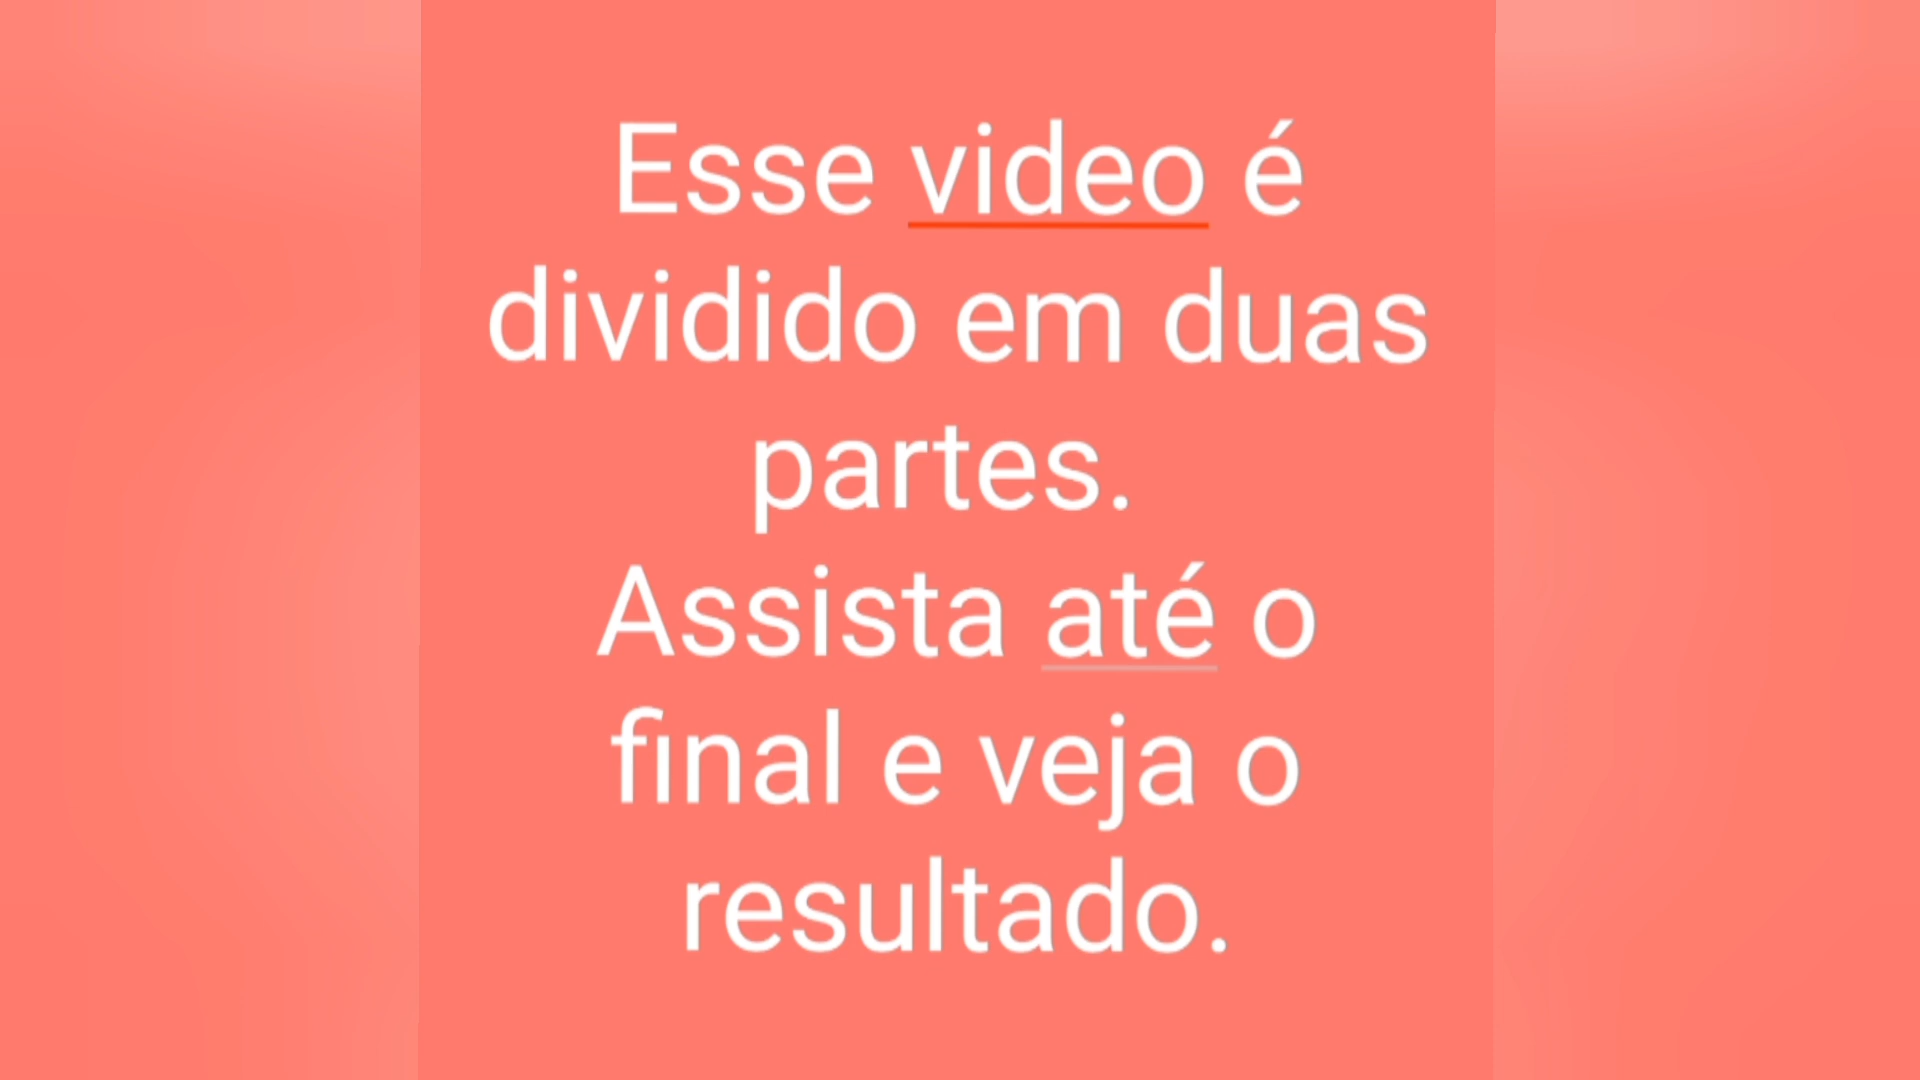 Esse video é
dividido em duas
partes.
Assista até o
final e veja o
resultado.